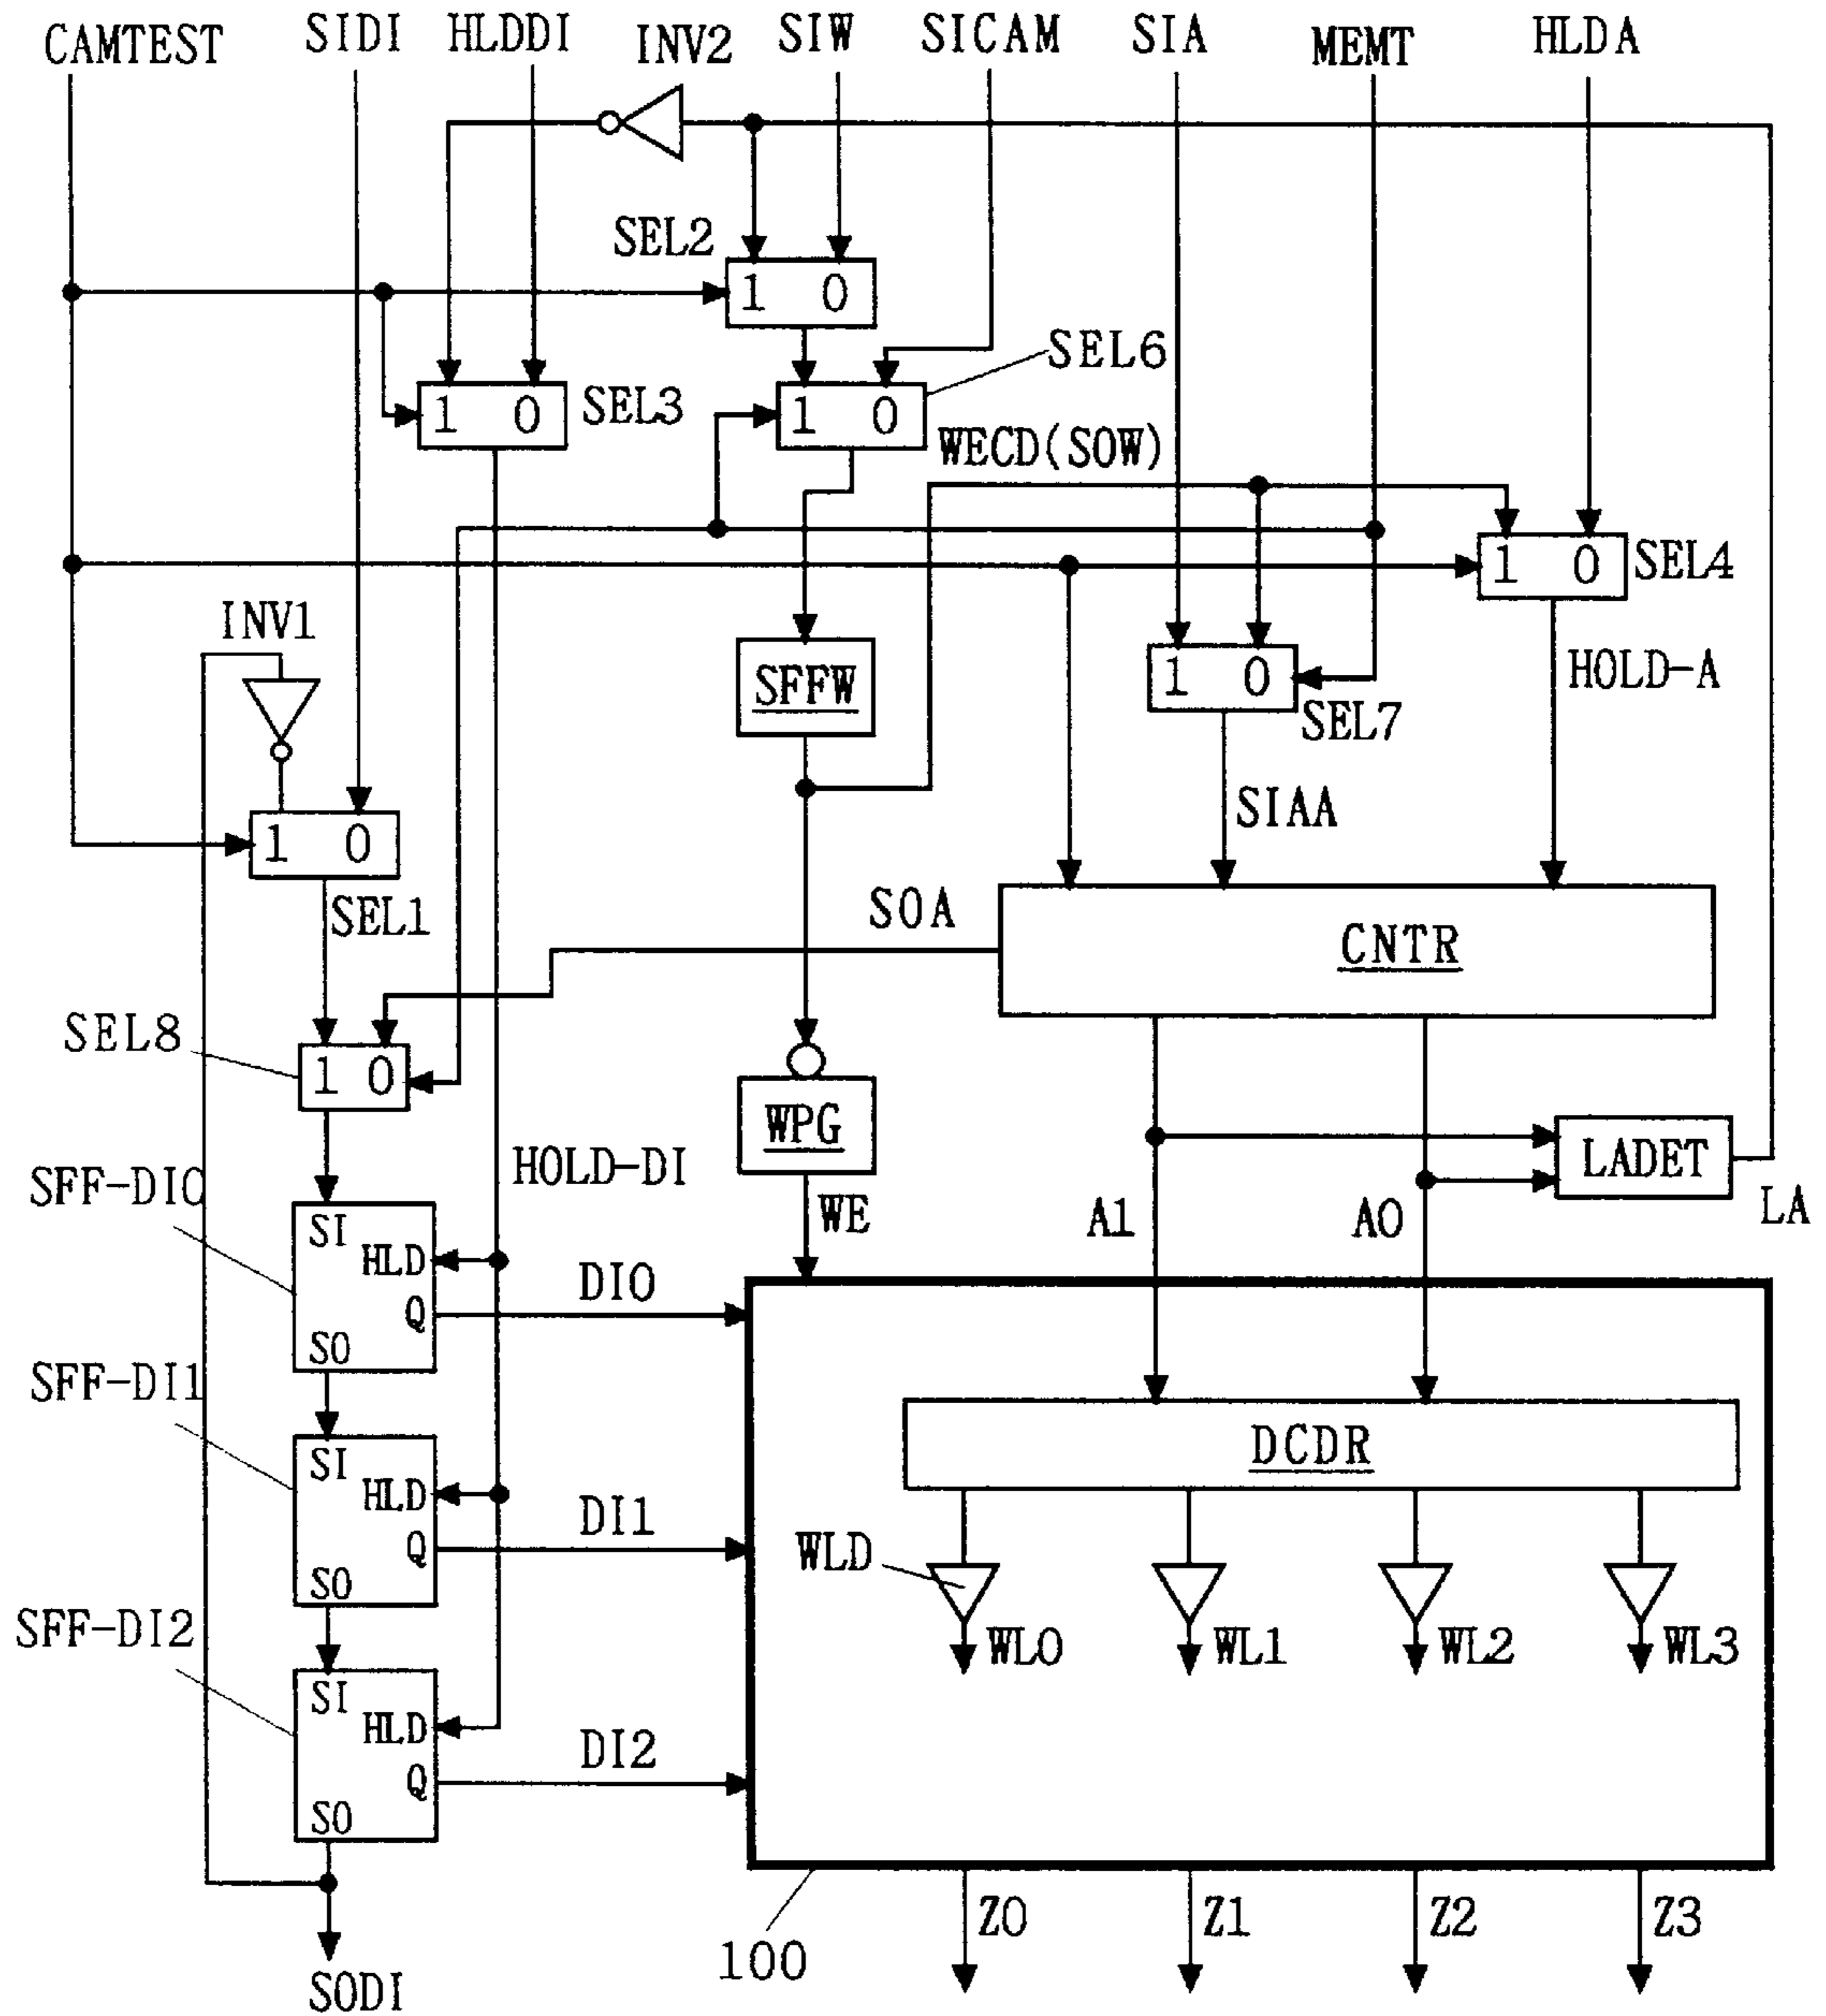 CAMTEST SIDI HLDDI INV2 SIW SICAM SIA MEMT HLDA
SEL2
1 0
SEL6
1 0
SEL3
1 0
WECD(SOW)
1 0
SEL4
INV1
SFFW
1 0
SEL7
HOLD-A
SIAA
1 0
SEL1
SOA
CNTR
SEL8
1 0
WPG
HOLD-DI
LADET
LA
SFF-DI0
SI
HLD
Q
SO
WE
A1
A0
DI0
SFF-DI1
SI
HLD
Q
SO
DI1
DCDR
WLD
WL0 WL1 WL2 WL3
SFF-DI2
SI
HLD
Q
SO
DI2
100
Z0 Z1 Z2 Z3
SODI